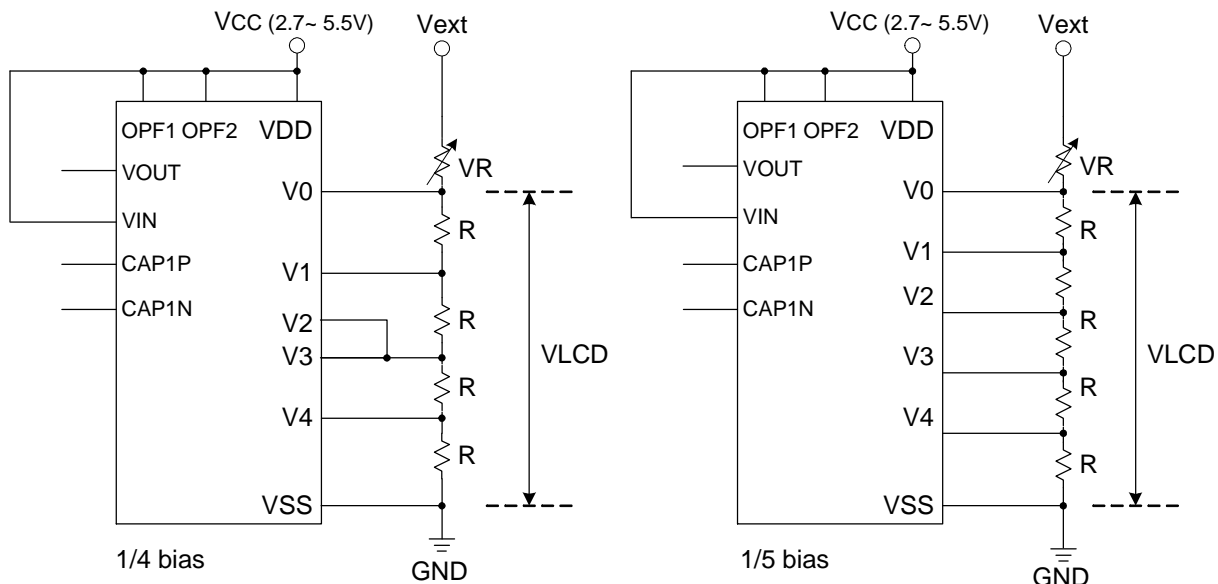 VCC (2.7~ 5.5V)
Vext
OPF1 OPF2 VDD
VR
VOUT
V0
VIN
R
CAP1P
V1
CAP1N
V2
R
V3
VLCD
R
V4
R
VSS
1/4 bias
GND
VCC (2.7~ 5.5V)
Vext
OPF1 OPF2 VDD
VR
VOUT
V0
VIN
R
V1
CAP1P
R
V2
CAP1N
R
V3
VLCD
R
V4
R
VSS
1/5 bias
GND